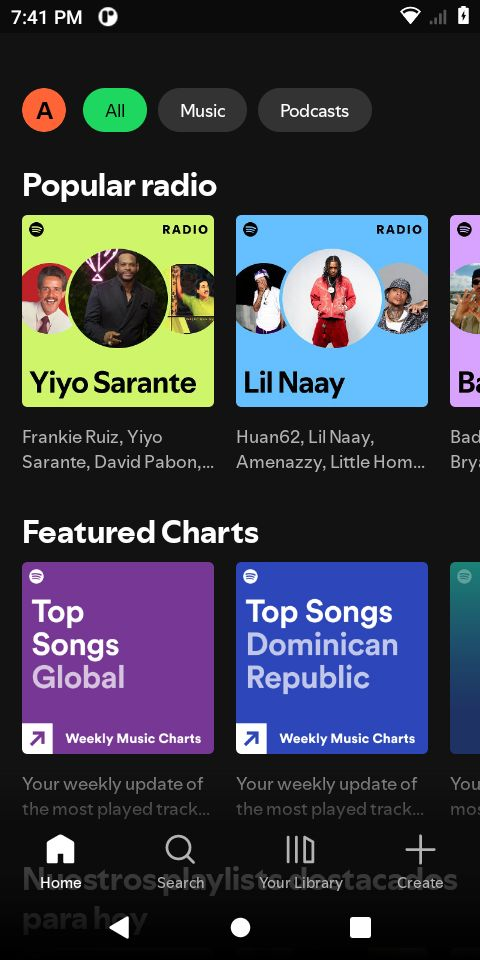 7:41 PM
A
All
Music
Podcasts
Popular radio
RADIO
Yiyo Sarante
RADIO
Lil Naay
Ba
Frankie Ruiz, Yiyo
Sarante, David Pabon,...
Huan62, Lil Naay,
Amenazzy, Little Hom...
Bad
Brya
Featured Charts
Top
Songs
Global
Weekly Music Charts
Top Songs
Dominican
Republic
Weekly Music Charts
Your weekly update of
the most played track...
Your weekly update of
the most played track...
You
mos
Nuestros playlists destacados
para hoy
Home
Search
Your Library
Create